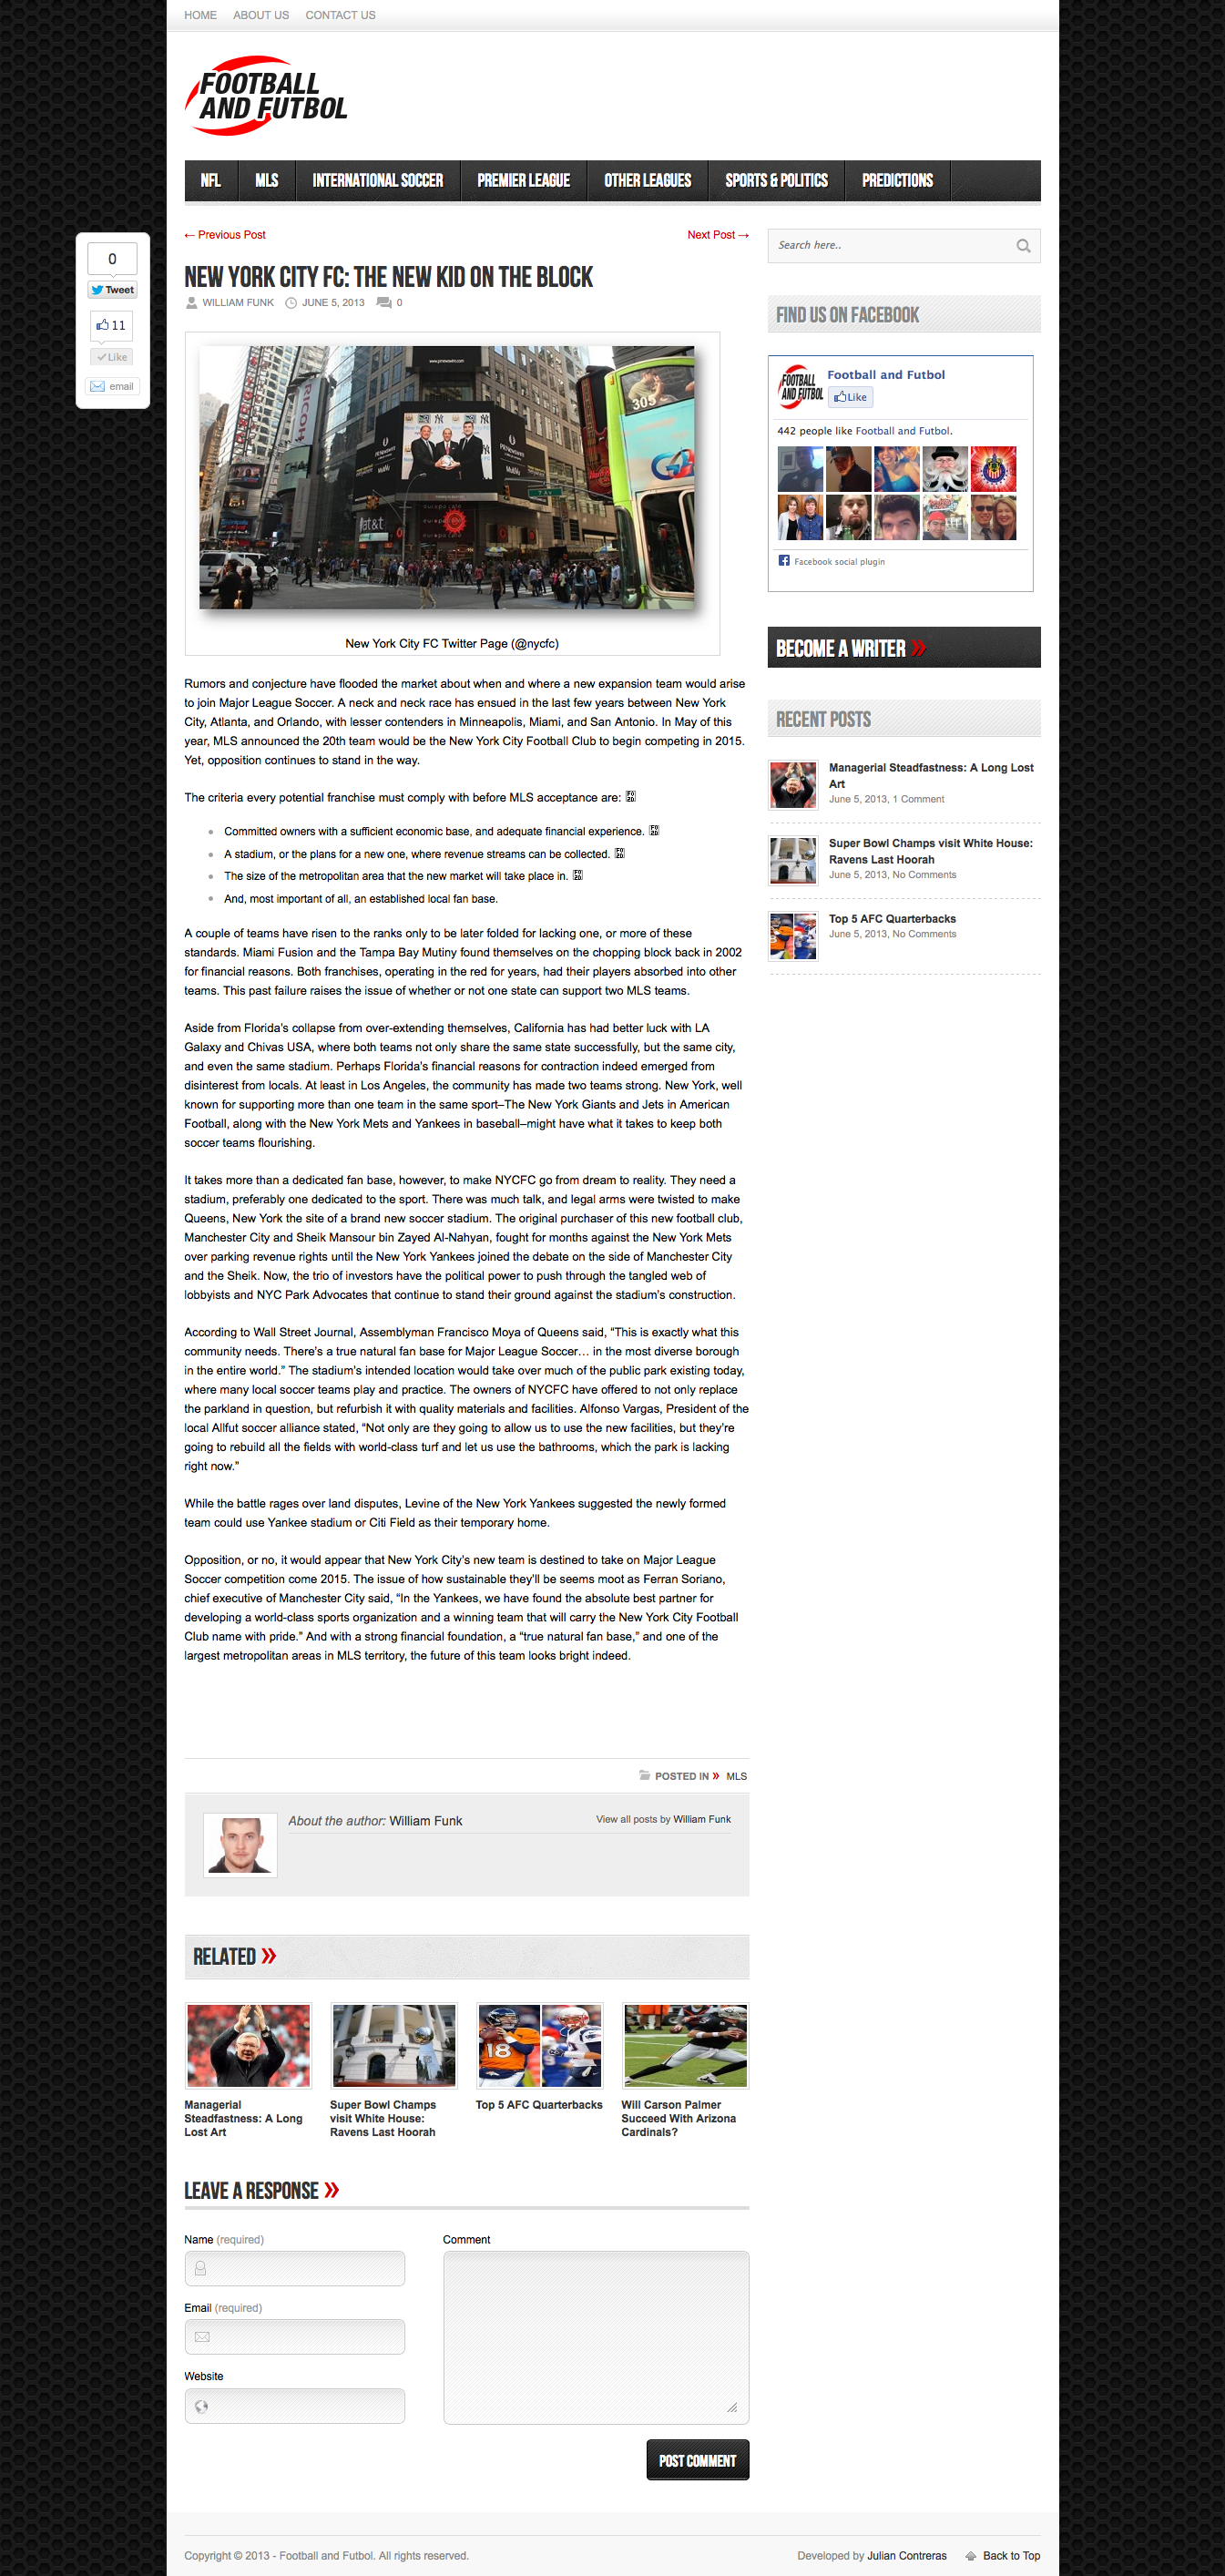 HOME ABOUT US CONTACT US
FOOTBALL
AND FUTBOL
NFL MLS INTERNATIONAL SOCCER PREMIER LEAGUE OTHER LEAGUES SPORTS & POLITICS PREDICTIONS
0
Tweet
11
Like
email
← Previous Post Next Post →
NEW YORK CITY FC: THE NEW KID ON THE BLOCK
WILLIAM FUNK JUNE 5, 2013 0
www.prnewswire.com
RICOH
305
7 Av
at&t
europa cafe
New York City FC Twitter Page (@nycfc)
Rumors and conjecture have flooded the market about when and where a new expansion team would arise
to join Major League Soccer. A neck and neck race has ensued in the last few years between New York
City, Atlanta, and Orlando, with lesser contenders in Minneapolis, Miami, and San Antonio. In May of this
year, MLS announced the 20th team would be the New York City Football Club to begin competing in 2015.
Yet, opposition continues to stand in the way.
The criteria every potential franchise must comply with before MLS acceptance are:
Committed owners with a sufficient economic base, and adequate financial experience.
A stadium, or the plans for a new one, where revenue streams can be collected.
The size of the metropolitan area that the new market will take place in.
And, most important of all, an established local fan base.
A couple of teams have risen to the ranks only to be later folded for lacking one, or more of these
standards. Miami Fusion and the Tampa Bay Mutiny found themselves on the chopping block back in 2002
for financial reasons. Both franchises, operating in the red for years, had their players absorbed into other
teams. This past failure raises the issue of whether or not one state can support two MLS teams.
Aside from Florida’s collapse from over-extending themselves, California has had better luck with LA
Galaxy and Chivas USA, where both teams not only share the same state successfully, but the same city,
and even the same stadium. Perhaps Florida’s financial reasons for contraction indeed emerged from
disinterest from locals. At least in Los Angeles, the community has made two teams strong. New York, well
known for supporting more than one team in the same sport–The New York Giants and Jets in American
Football, along with the New York Mets and Yankees in baseball–might have what it takes to keep both
soccer teams flourishing.
It takes more than a dedicated fan base, however, to make NYCFC go from dream to reality. They need a
stadium, preferably one dedicated to the sport. There was much talk, and legal arms were twisted to make
Queens, New York the site of a brand new soccer stadium. The original purchaser of this new football club,
Manchester City and Sheik Mansour bin Zayed Al-Nahyan, fought for months against the New York Mets
over parking revenue rights until the New York Yankees joined the debate on the side of Manchester City
and the Sheik. Now, the trio of investors have the political power to push through the tangled web of
lobbyists and NYC Park Advocates that continue to stand their ground against the stadium’s construction.
According to Wall Street Journal, Assemblyman Francisco Moya of Queens said, “This is exactly what this
community needs. There’s a true natural fan base for Major League Soccer… in the most diverse borough
in the entire world.” The stadium’s intended location would take over much of the public park existing today,
where many local soccer teams play and practice. The owners of NYCFC have offered to not only replace
the parkland in question, but refurbish it with quality materials and facilities. Alfonso Vargas, President of the
local Allfut soccer alliance stated, “Not only are they going to allow us to use the new facilities, but they’re
going to rebuild all the fields with world-class turf and let us use the bathrooms, which the park is lacking
right now.”
While the battle rages over land disputes, Levine of the New York Yankees suggested the newly formed
team could use Yankee stadium or Citi Field as their temporary home.
Opposition, or no, it would appear that New York City’s new team is destined to take on Major League
Soccer competition come 2015. The issue of how sustainable they’ll be seems moot as Ferran Soriano,
chief executive of Manchester City said, “In the Yankees, we have found the absolute best partner for
developing a world-class sports organization and a winning team that will carry the New York City Football
Club name with pride.” And with a strong financial foundation, a “true natural fan base,” and one of the
largest metropolitan areas in MLS territory, the future of this team looks bright indeed.
POSTED IN » MLS
About the author: William Funk View all posts by William Funk
RELATED »
18
Managerial
Steadfastness: A Long
Lost Art
Super Bowl Champs
visit White House:
Ravens Last Hoorah
Top 5 AFC Quarterbacks
Will Carson Palmer
Succeed With Arizona
Cardinals?
LEAVE A RESPONSE »
Name (required)
Email (required)
Website
Comment
POST COMMENT
Search here..
FIND US ON FACEBOOK
FOOTBALL
AND FUTBOL
Football and Futbol
Like
442 people like Football and Futbol.
Facebook social plugin
BECOME A WRITER »
RECENT POSTS
Managerial Steadfastness: A Long Lost
Art
June 5, 2013, 1 Comment
Super Bowl Champs visit White House:
Ravens Last Hoorah
June 5, 2013, No Comments
Top 5 AFC Quarterbacks
June 5, 2013, No Comments
Copyright © 2013 - Football and Futbol. All rights reserved.
Developed by Julian Contreras Back to Top